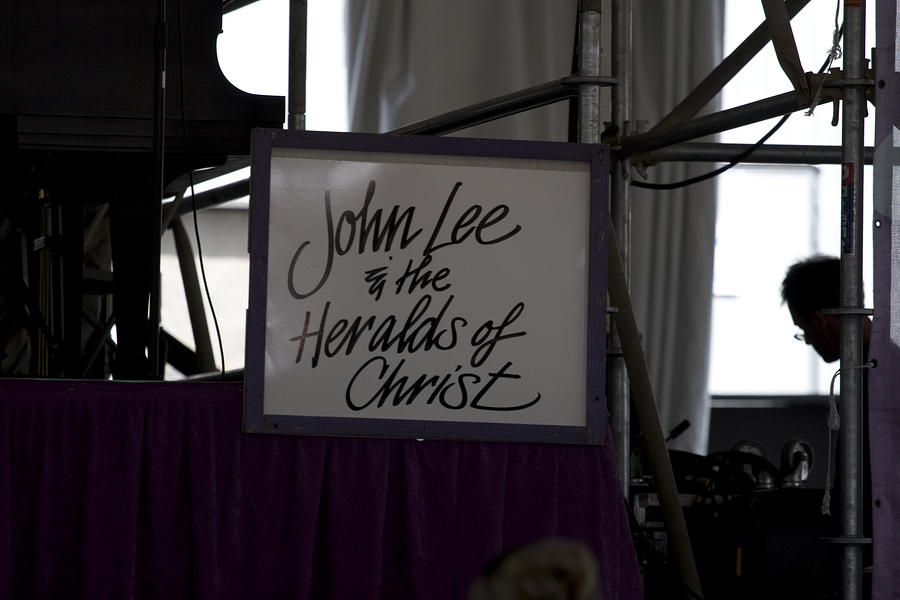 John Lee
& the
Heralds of
Christ